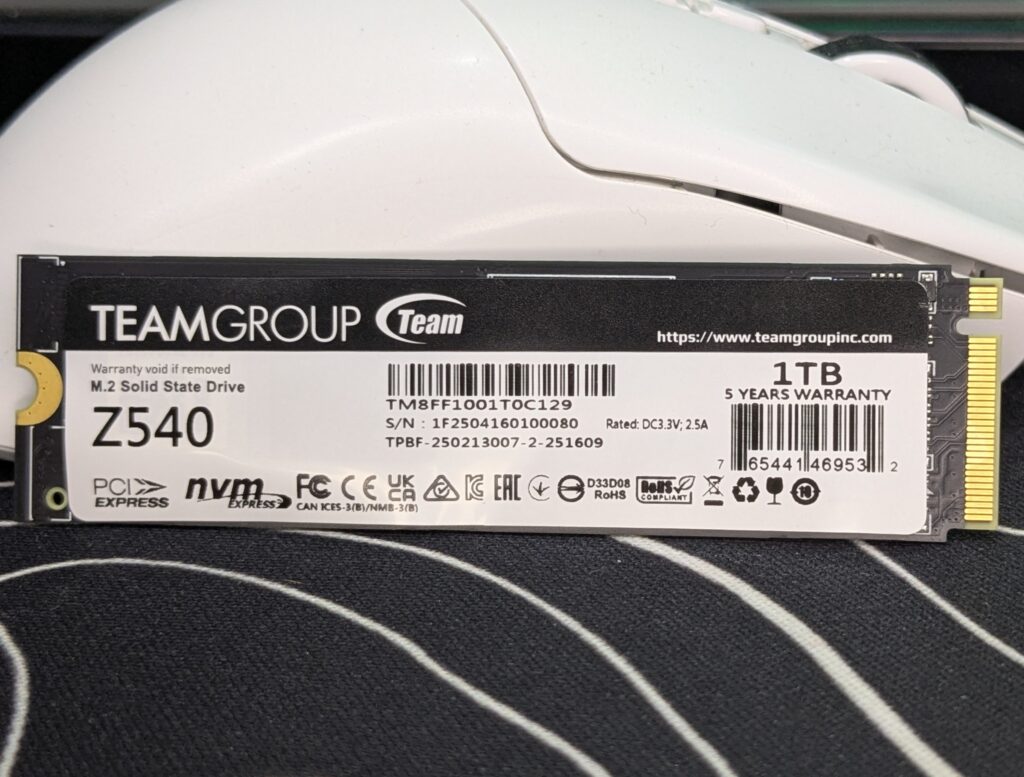 TEAMGROUP Team
https://www.teamgroupinc.com
Warranty void if removed
M.2 Solid State Drive
Z540
TM8FF1001T0C129
S/N : 1F2504160100080
TPBF-250213007-2-251609
Rated: DC3.3V; 2.5A
1TB
5 YEARS WARRANTY
7 65441 46953 2
PCI EXPRESS
nvm EXPRESS
FC CE UK CA EAC
CAN ICES-3(B)/NMB-3(B)
D33D08
RoHS
RoHS
COMPLIANT
10